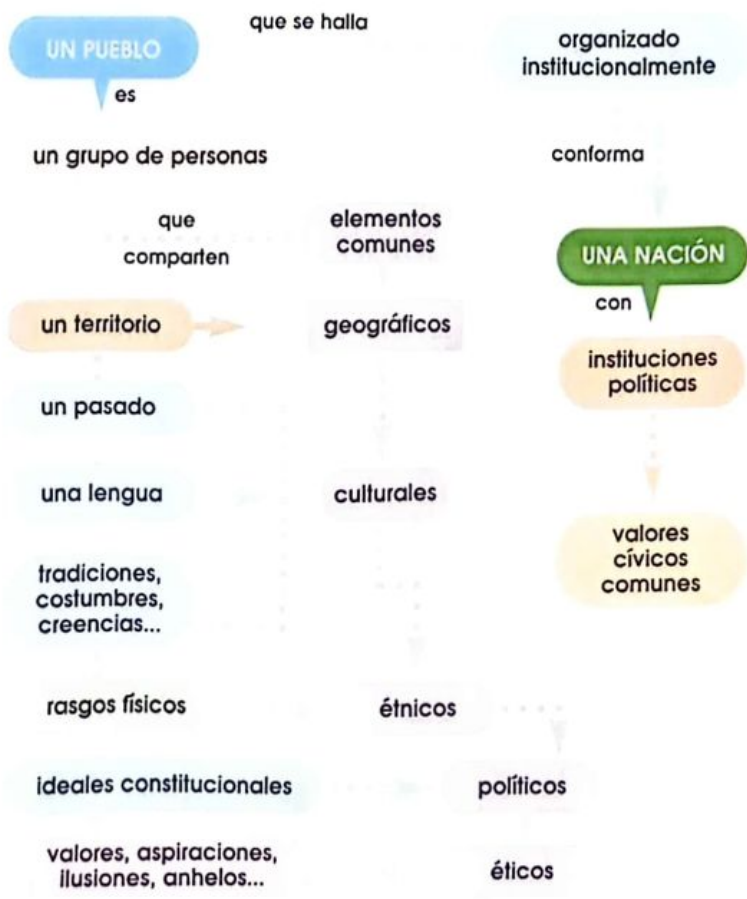 UN PUEBLO
que se halla
organizado
institucionalmente
es
un grupo de personas
conforma
que
comparten
elementos
comunes
UNA NACIÓN
con
un territorio
geográficos
instituciones
políticas
un pasado
una lengua
culturales
valores
cívicos
comunes
tradiciones,
costumbres,
creencias...
rasgos físicos
étnicos
ideales constitucionales
políticos
valores, aspiraciones,
ilusiones, anhelos...
éticos